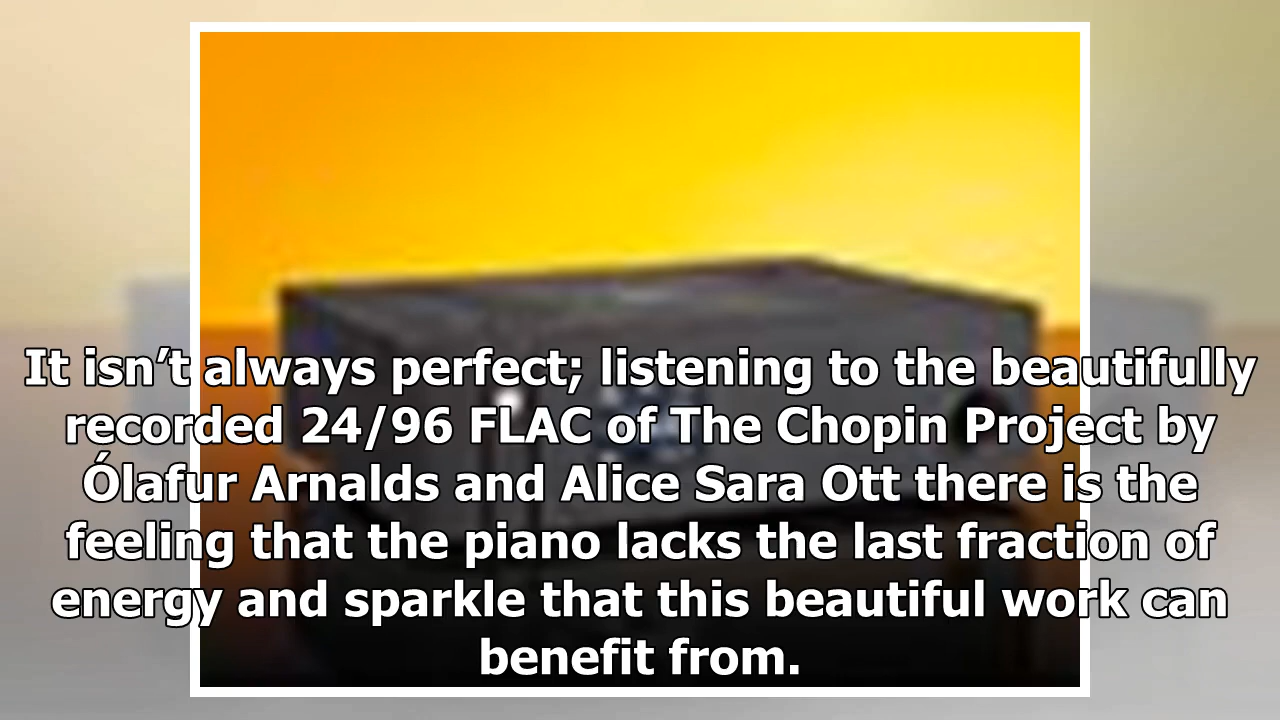 It isn’t always perfect; listening to the beautifully
recorded 24/96 FLAC of The Chopin Project by
Ólafur Arnalds and Alice Sara Ott there is the
feeling that the piano lacks the last fraction of
energy and sparkle that this beautiful work can
benefit from.